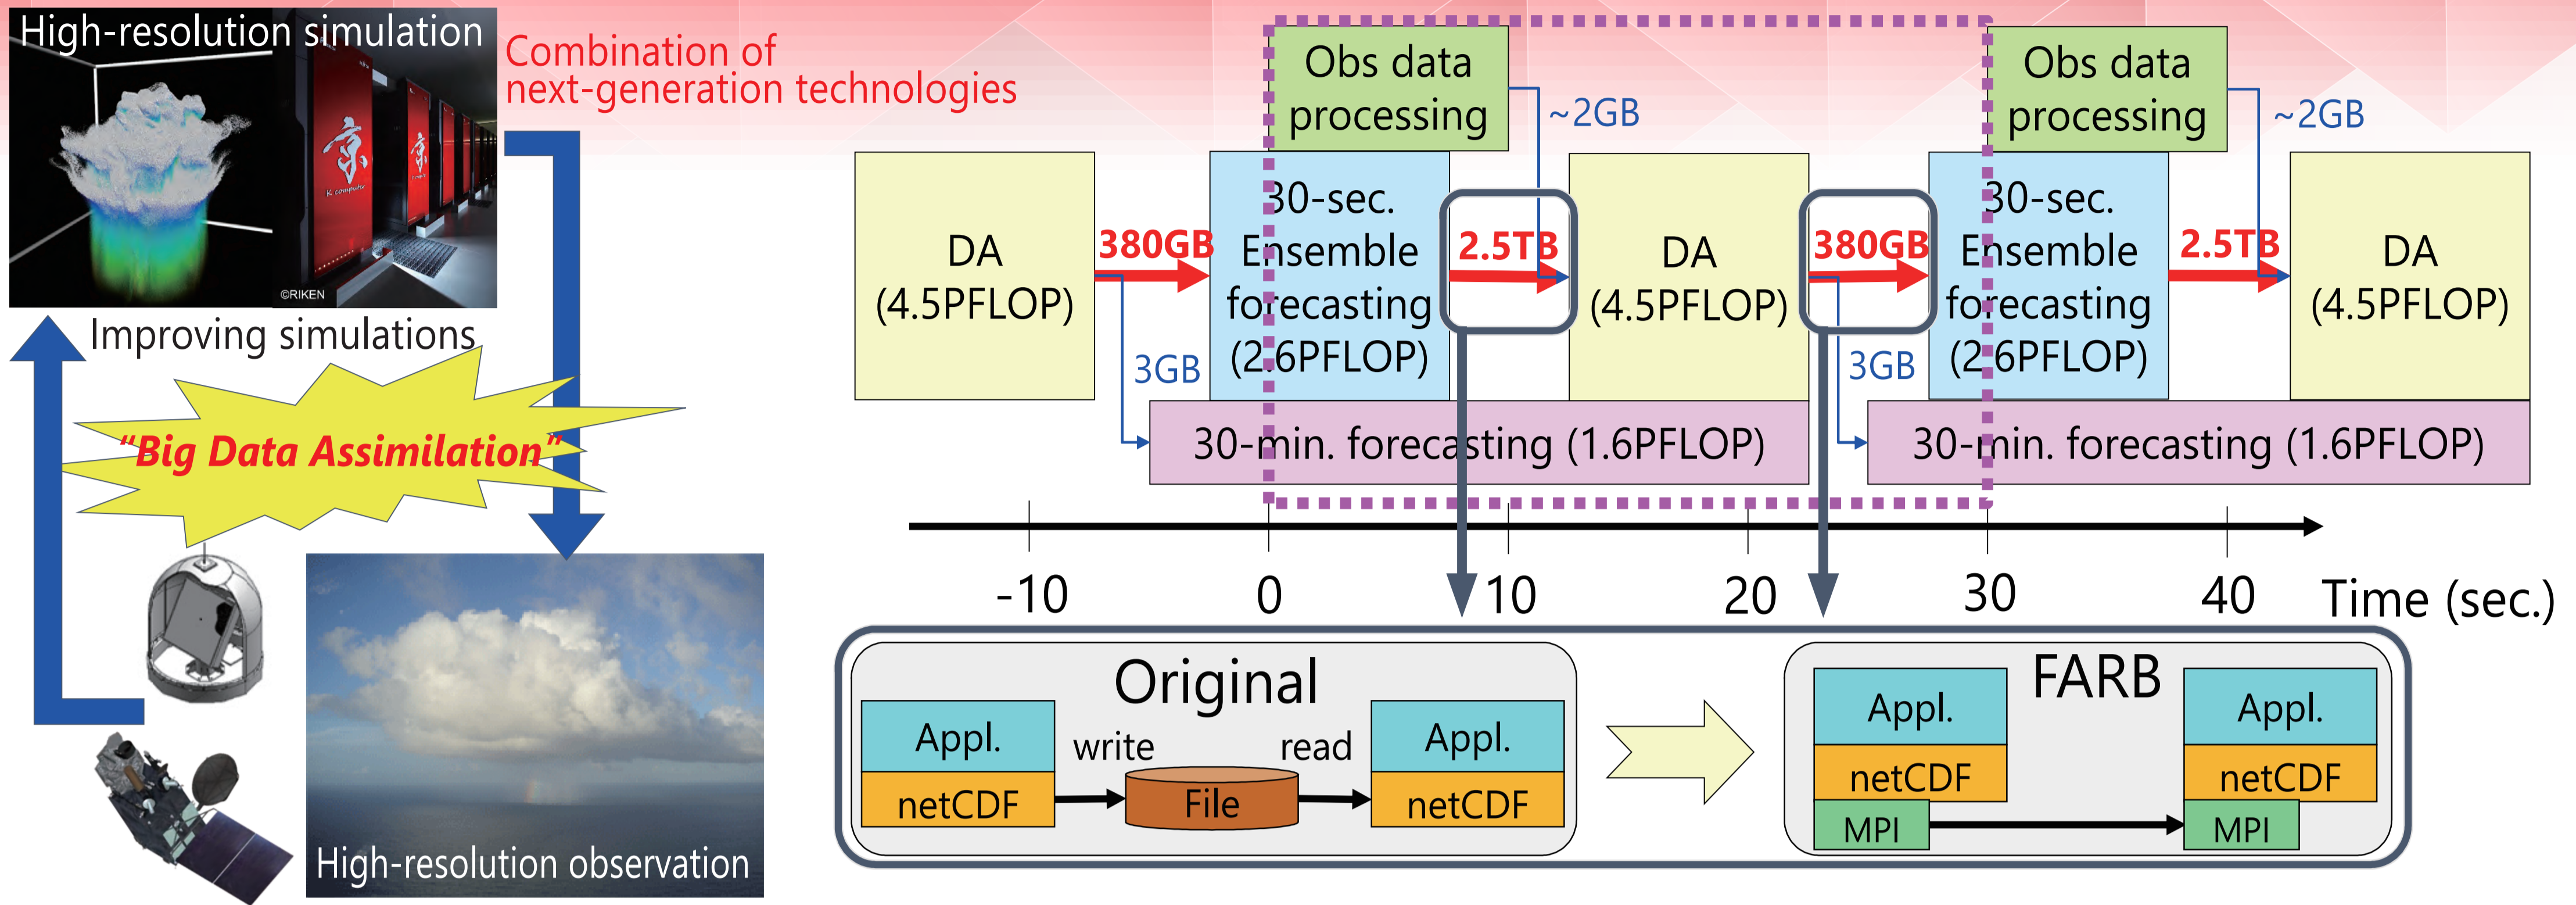 High-resolution simulation
京
K computer
©RIKEN
Combination of
next-generation technologies
Improving simulations
"Big Data Assimilation"
High-resolution observation
Obs data
processing
~2GB
Obs data
processing
~2GB
DA
(4.5PFLOP)
380GB
3GB
30-sec.
Ensemble
forecasting
(2.6PFLOP)
2.5TB
DA
(4.5PFLOP)
380GB
3GB
30-sec.
Ensemble
forecasting
(2.6PFLOP)
2.5TB
DA
(4.5PFLOP)
30-min. forecasting (1.6PFLOP)
30-min. forecasting (1.6PFLOP)
-10 0 10 20 30 40 Time (sec.)
Original
Appl.
netCDF
write
File
read
Appl.
netCDF
FARB
Appl.
netCDF
MPI
Appl.
netCDF
MPI